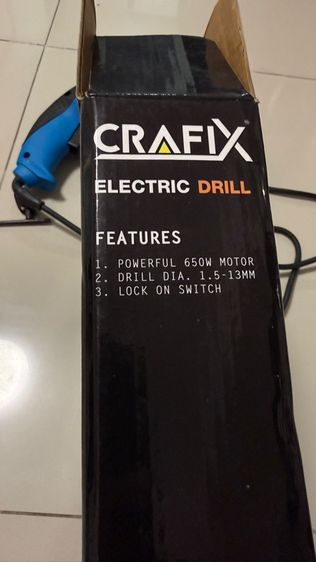 CRAFIX
ELECTRIC DRILL
FEATURES
1. POWERFUL 650W MOTOR
2. DRILL DIA. 1.5-13MM
3. LOCK ON SWITCH